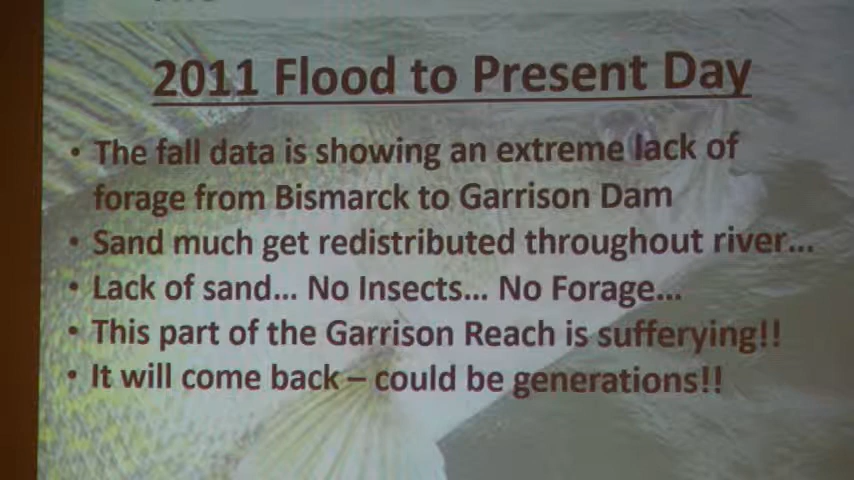 2011 Flood to Present Day
• The fall data is showing an extreme lack of
forage from Bismarck to Garrison Dam
• Sand much get redistributed throughout river...
• Lack of sand... No Insects... No Forage...
• This part of the Garrison Reach is sufferying!!
• It will come back – could be generations!!